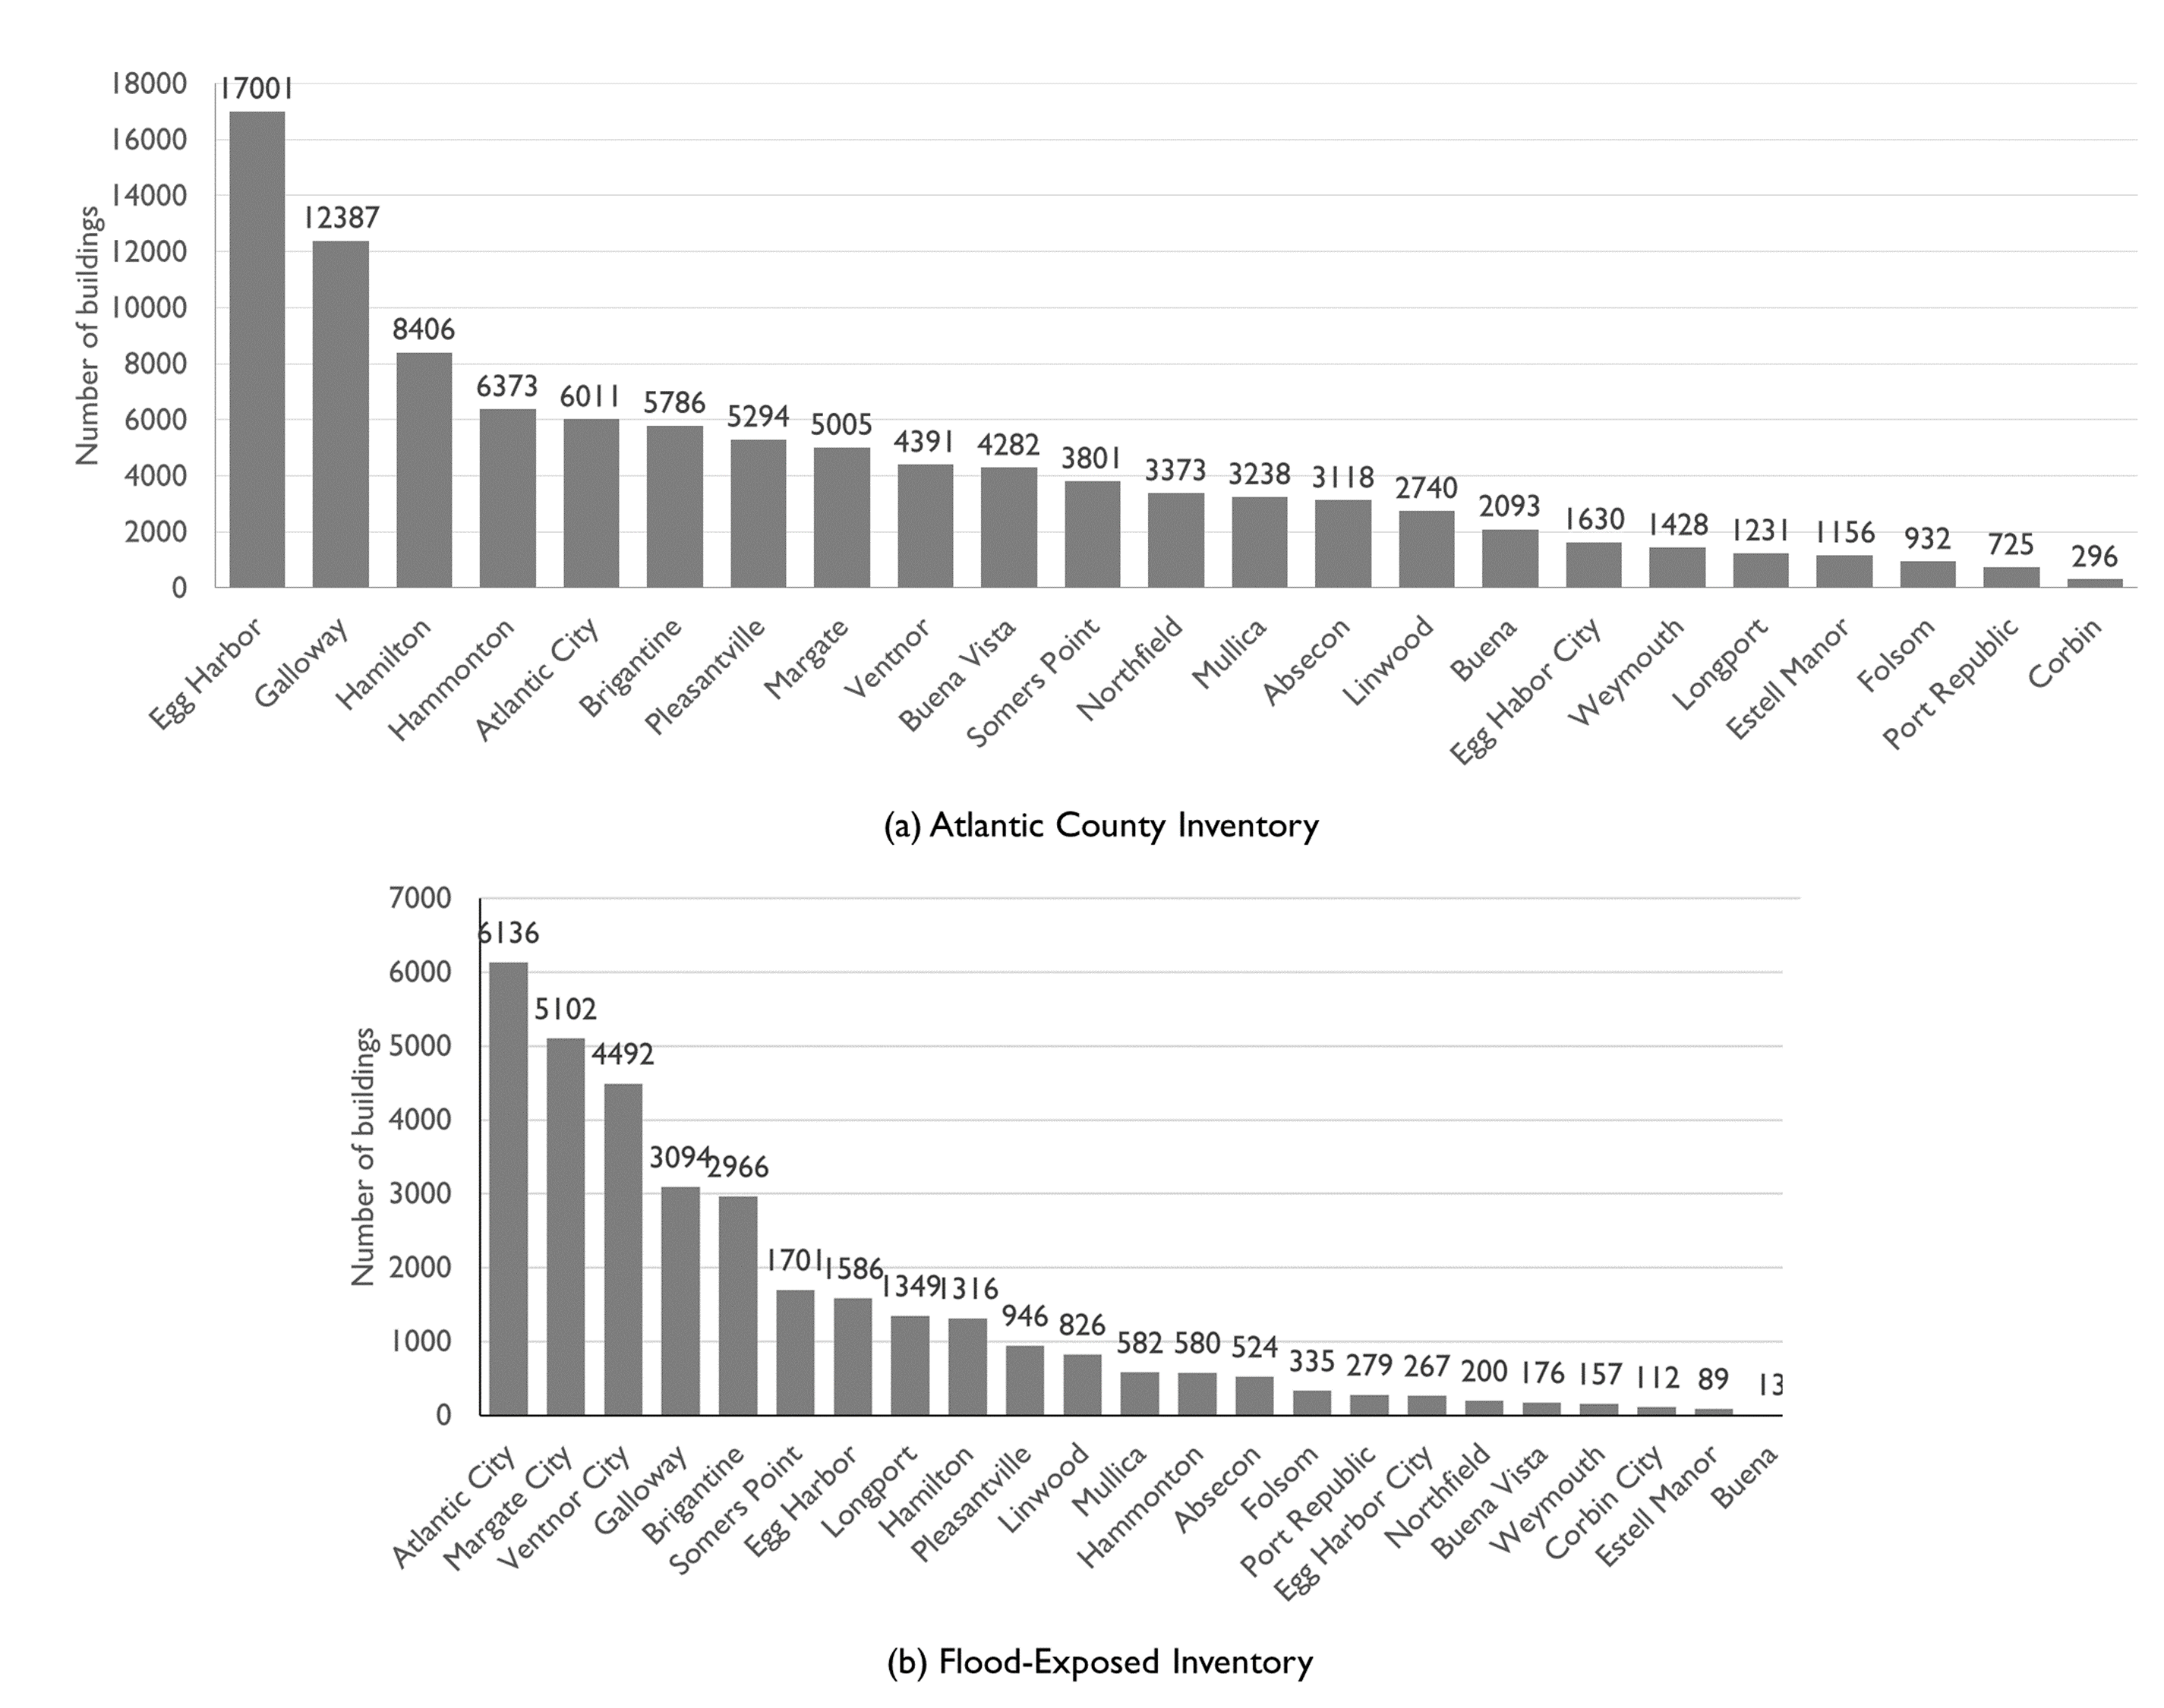 18000
16000
14000
12000
10000
8000
6000
4000
2000
0
Number of buildings
17001
12387
8406
6373
6011
5786
5294
5005
4391
4282
3801
3373
3238
3118
2740
2093
1630
1428
1231
1156
932
725
296
Egg Harbor
Galloway
Hamilton
Hammonton
Atlantic City
Brigantine
Pleasantville
Margate
Ventnor
Buena Vista
Somers Point
Northfield
Mullica
Absecon
Linwood
Buena
Egg Habor City
Weymouth
Longport
Estell Manor
Folsom
Port Republic
Corbin
(a) Atlantic County Inventory
7000
6000
5000
4000
3000
2000
1000
0
Number of buildings
6136
5102
4492
3094
2966
1701
1586
1349
1316
946
826
582
580
524
335
279
267
200
176
157
112
89
13
Atlantic City
Margate City
Ventnor City
Galloway
Brigantine
Somers Point
Egg Harbor
Longport
Hamilton
Pleasantville
Linwood
Mullica
Hammonton
Absecon
Folsom
Port Republic
Egg Harbor City
Northfield
Buena Vista
Weymouth
Corbin City
Estell Manor
Buena
(b) Flood-Exposed Inventory